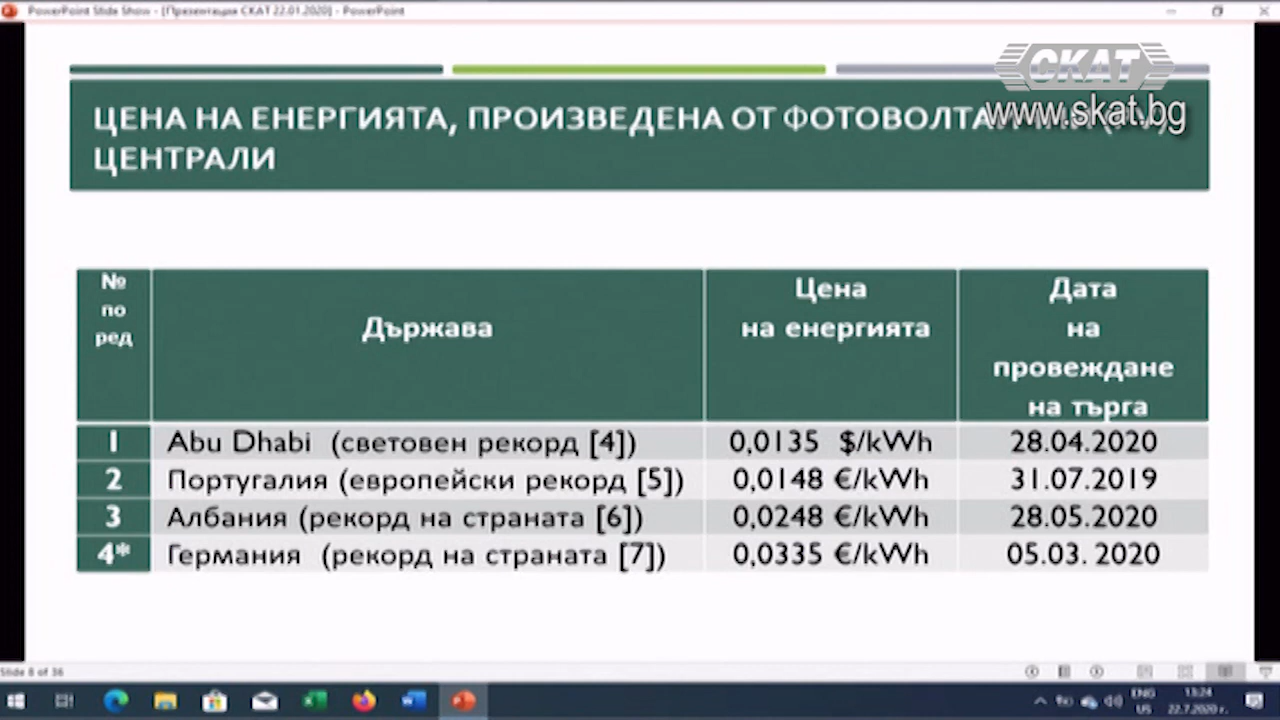 PowerPoint Slide Show - [Презентация СКАТ 22.01.2020] - PowerPoint
СКАТ
www.skat.bg
ЦЕНА НА ЕНЕРГИЯТА, ПРОИЗВЕДЕНА ОТ
ЦЕНТРАЛИ
№ по ред Държава Цена на енергията Дата на провеждане на търга
1 Abu Dhabi (световен рекорд [4]) 0,0135 $/kWh 28.04.2020
2 Португалия (европейски рекорд [5]) 0,0148 €/kWh 31.07.2019
3 Албания (рекорд на страната [6]) 0,0248 €/kWh 28.05.2020
4* Германия (рекорд на страната [7]) 0,0335 €/kWh 05.03. 2020
Slide 8 of 36
ENG 13:24
US 22.7.2020 г.